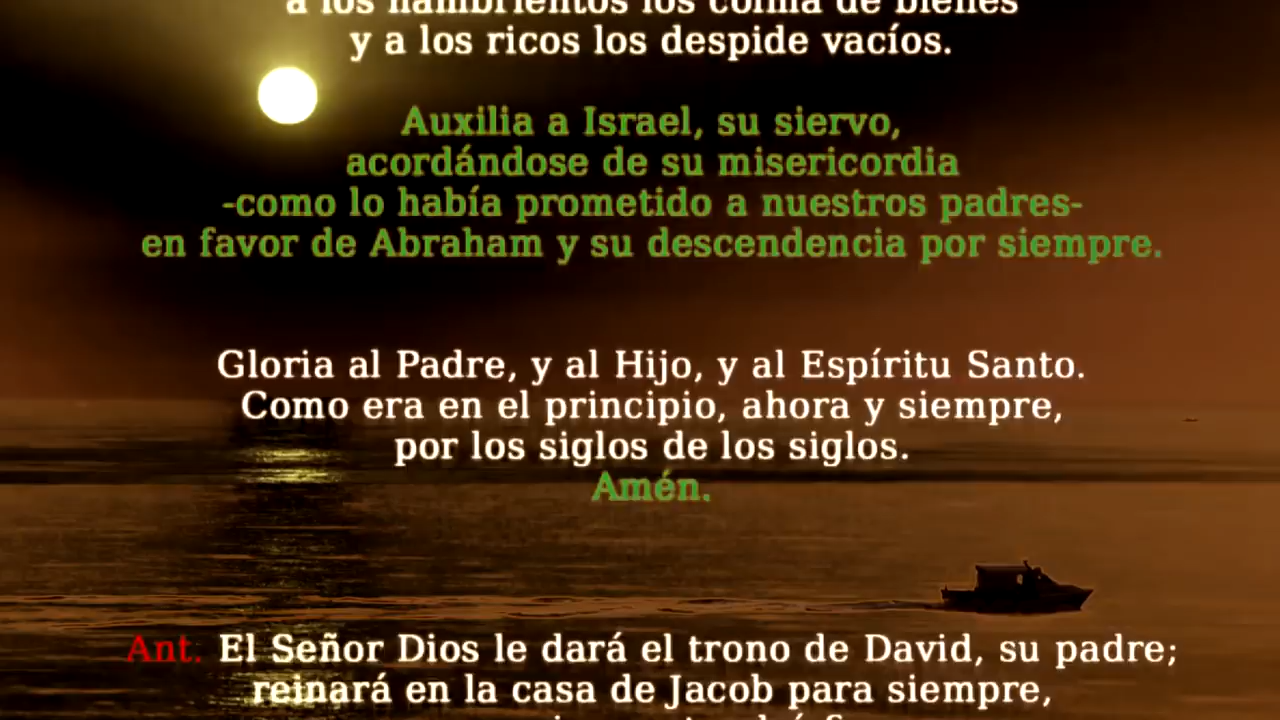 a los hambrientos los colma de bienes
y a los ricos los despide vacíos.
Auxilia a Israel, su siervo,
acordándose de su misericordia
-como lo había prometido a nuestros padres-
en favor de Abraham y su descendencia por siempre.
Gloria al Padre, y al Hijo, y al Espíritu Santo.
Como era en el principio, ahora y siempre,
por los siglos de los siglos.
Amén.
Ant. El Señor Dios le dará el trono de David, su padre;
reinará en la casa de Jacob para siempre,